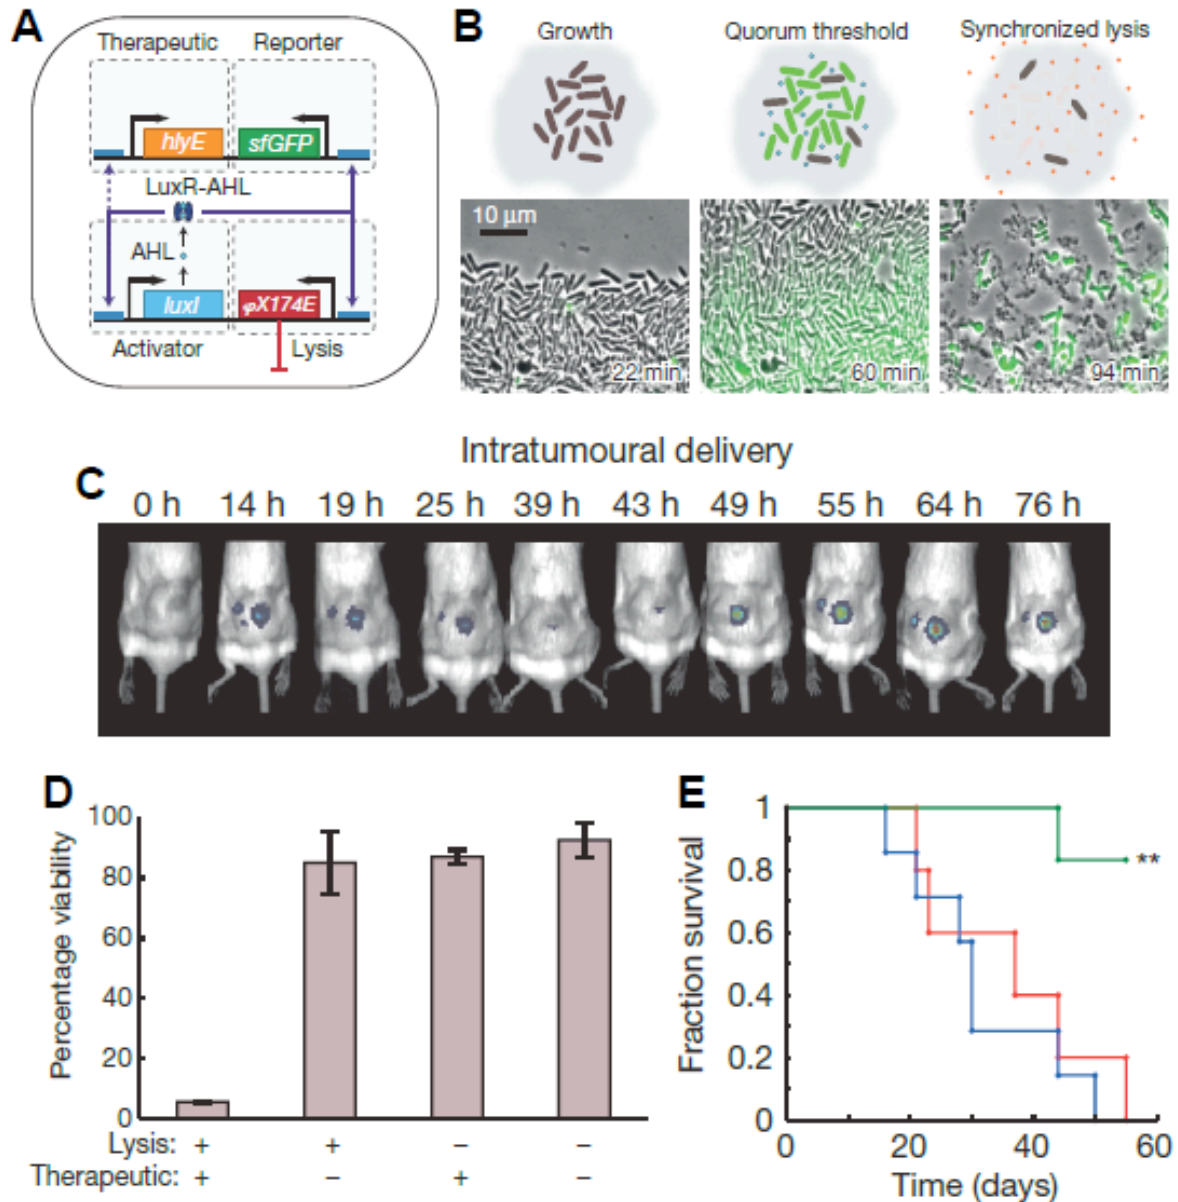 A
Therapeutic Reporter
hlyE sfGFP
LuxR-AHL
AHL
luxI φX174E
Activator Lysis
B
Growth Quorum threshold Synchronized lysis
10 μm
22 min 60 min 94 min
Intratumoural delivery
C
0 h 14 h 19 h 25 h 39 h 43 h 49 h 55 h 64 h 76 h
D
Percentage viability
100
80
60
40
20
0
Lysis: + + – –
Therapeutic: + – + –
E
Fraction survival
1
0.8
0.6
0.4
0.2
0
**
0 20 40 60
Time (days)